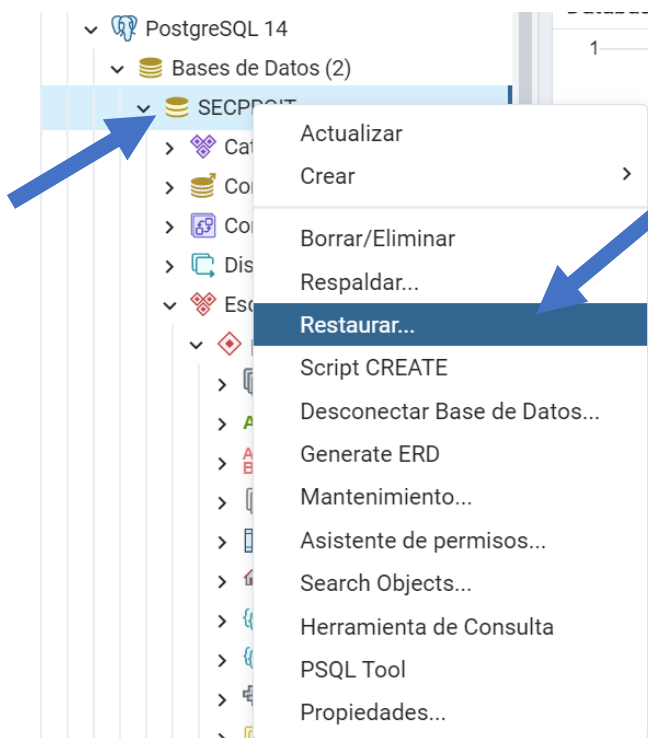 PostgreSQL 14
1
Bases de Datos (2)
Actualizar
Crear
Borrar/Eliminar
Respaldar...
Restaurar...
Script CREATE
Desconectar Base de Datos...
Generate ERD
Mantenimiento...
Asistente de permisos...
Search Objects...
Herramienta de Consulta
PSQL Tool
Propiedades...